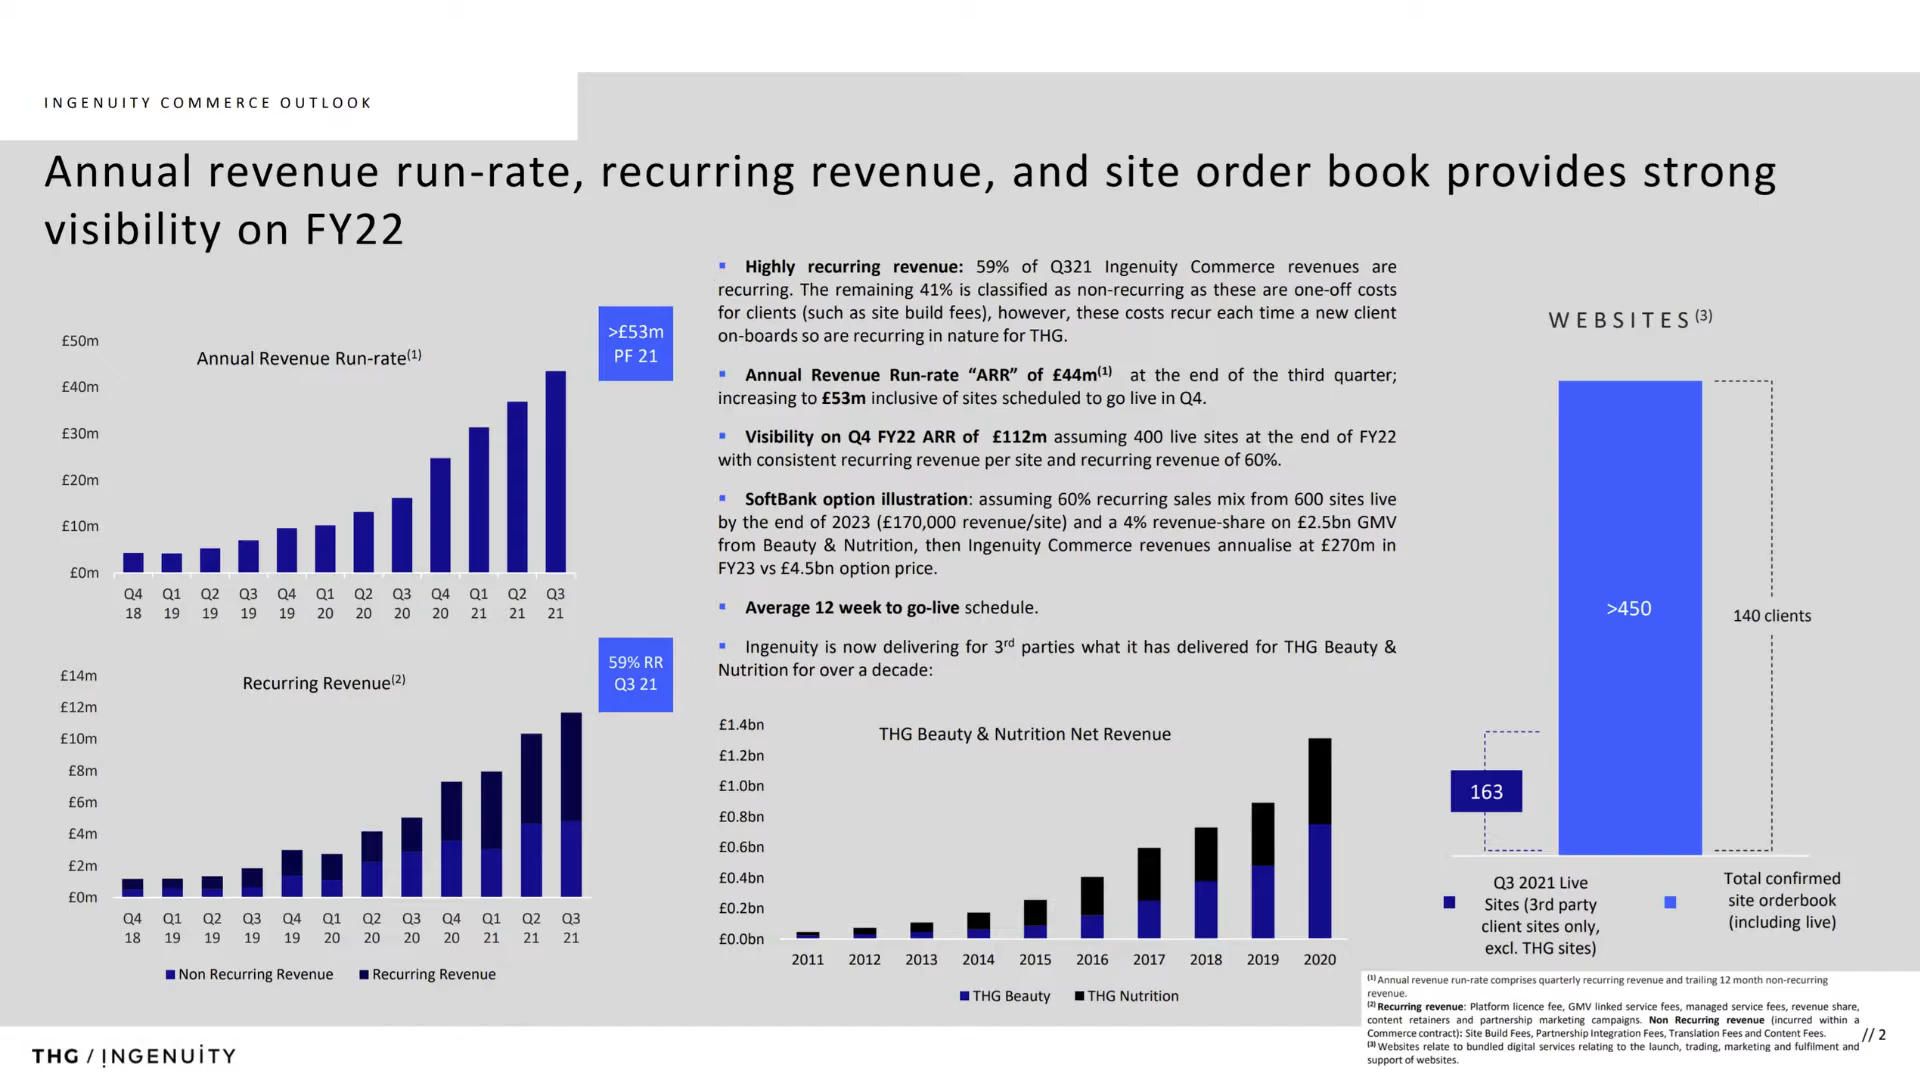 INGENUITY COMMERCE OUTLOOK
Annual revenue run-rate, recurring revenue, and site order book provides strong
visibility on FY22
>£53m
PF 21
Annual Revenue Run-rate(1)
£50m
£40m
£30m
£20m
£10m
£0m
Q4 Q1 Q2 Q3 Q4 Q1 Q2 Q3 Q4 Q1 Q2 Q3
18 19 19 19 19 20 20 20 20 21 21 21
59% RR
Q3 21
Recurring Revenue(2)
£14m
£12m
£10m
£8m
£6m
£4m
£2m
£0m
Q4 Q1 Q2 Q3 Q4 Q1 Q2 Q3 Q4 Q1 Q2 Q3
18 19 19 19 19 20 20 20 20 21 21 21
Non Recurring Revenue Recurring Revenue
▪ Highly recurring revenue: 59% of Q321 Ingenuity Commerce revenues are
recurring. The remaining 41% is classified as non-recurring as these are one-off costs
for clients (such as site build fees), however, these costs recur each time a new client
on-boards so are recurring in nature for THG.
▪ Annual Revenue Run-rate “ARR” of £44m(1) at the end of the third quarter;
increasing to £53m inclusive of sites scheduled to go live in Q4.
▪ Visibility on Q4 FY22 ARR of £112m assuming 400 live sites at the end of FY22
with consistent recurring revenue per site and recurring revenue of 60%.
▪ SoftBank option illustration: assuming 60% recurring sales mix from 600 sites live
by the end of 2023 (£170,000 revenue/site) and a 4% revenue-share on £2.5bn GMV
from Beauty & Nutrition, then Ingenuity Commerce revenues annualise at £270m in
FY23 vs £4.5bn option price.
▪ Average 12 week to go-live schedule.
▪ Ingenuity is now delivering for 3rd parties what it has delivered for THG Beauty &
Nutrition for over a decade:
THG Beauty & Nutrition Net Revenue
£1.4bn
£1.2bn
£1.0bn
£0.8bn
£0.6bn
£0.4bn
£0.2bn
£0.0bn
2011 2012 2013 2014 2015 2016 2017 2018 2019 2020
THG Beauty THG Nutrition
WEBSITES(3)
>450
140 clients
163
Q3 2021 Live
Sites (3rd party
client sites only,
excl. THG sites)
Total confirmed
site orderbook
(including live)
(1) Annual revenue run-rate comprises quarterly recurring revenue and trailing 12 month non-recurring
revenue.
(2) Recurring revenue: Platform licence fee, GMV linked service fees, managed service fees, revenue share,
content retainers and partnership marketing campaigns. Non Recurring revenue (incurred within a
Commerce contract): Site Build Fees, Partnership Integration Fees, Translation Fees and Content Fees.
(3) Websites relate to bundled digital services relating to the launch, trading, marketing and fulfilment and
support of websites.
// 2
THG / INGENUITY